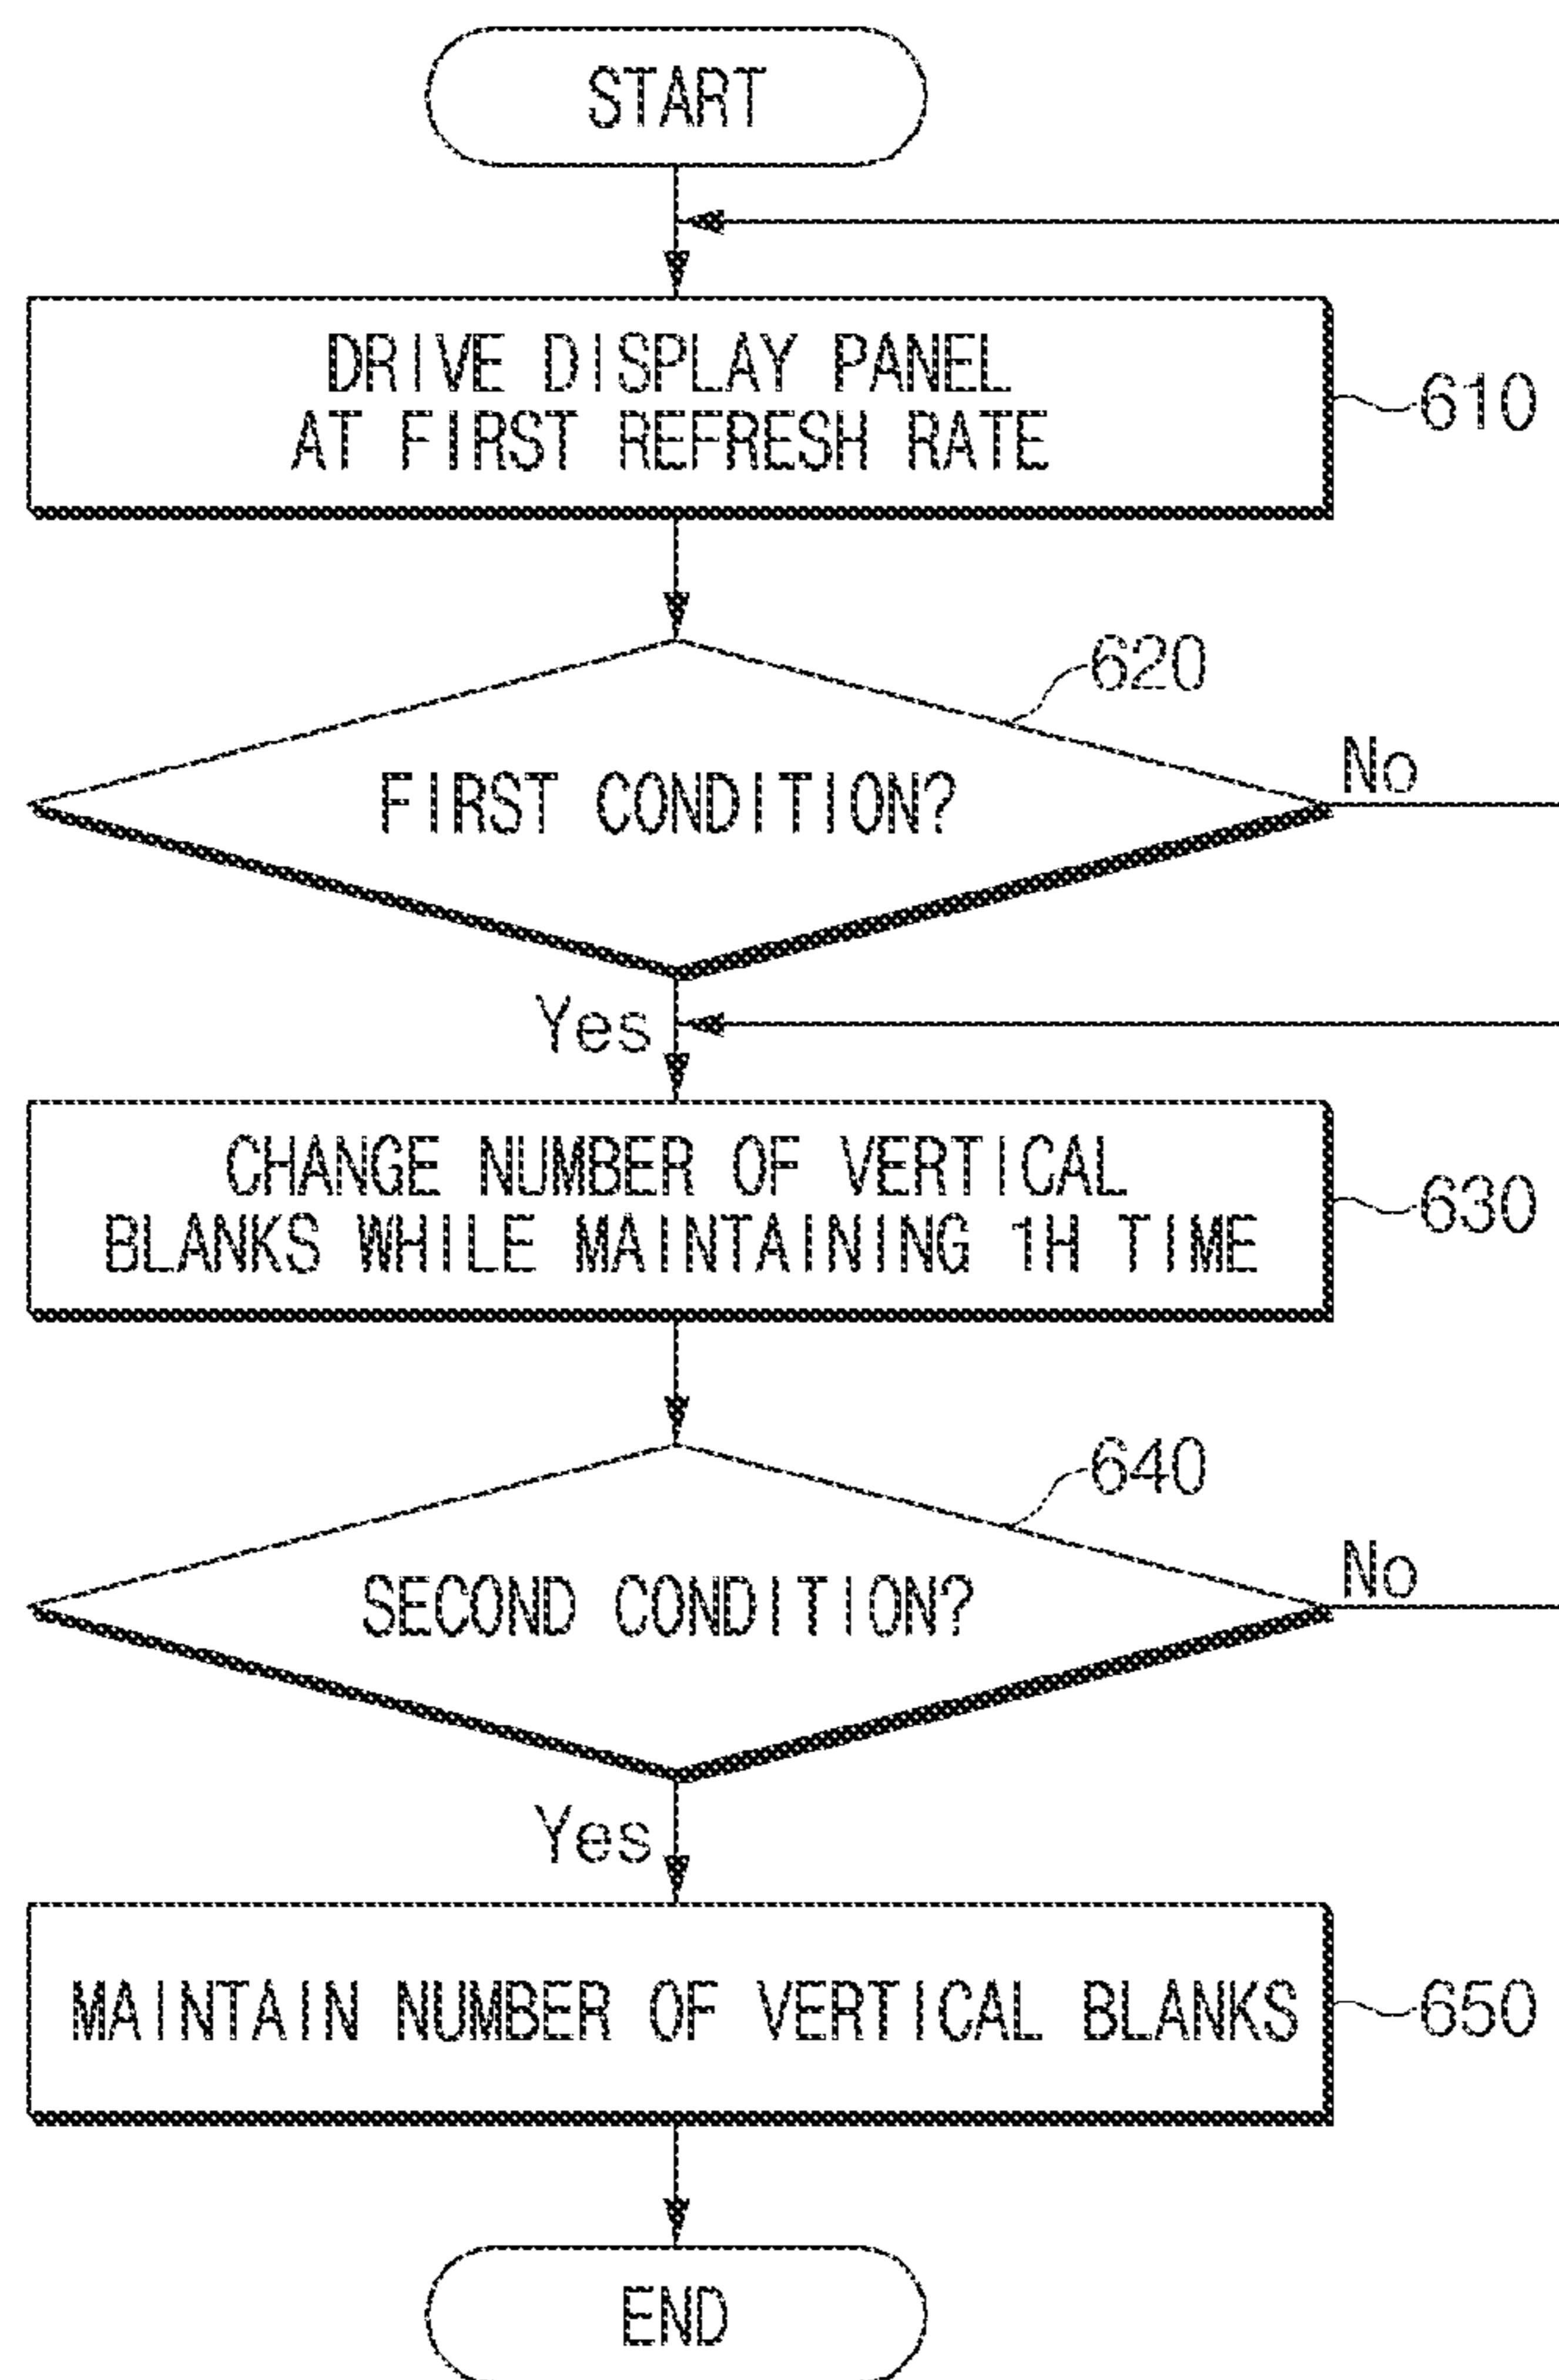 START
DRIVE DISPLAY PANEL
AT FIRST REFRESH RATE
610
620
FIRST CONDITION?
No
Yes
CHANGE NUMBER OF VERTICAL
BLANKS WHILE MAINTAINING 1H TIME
630
640
SECOND CONDITION?
No
Yes
MAINTAIN NUMBER OF VERTICAL BLANKS
650
END